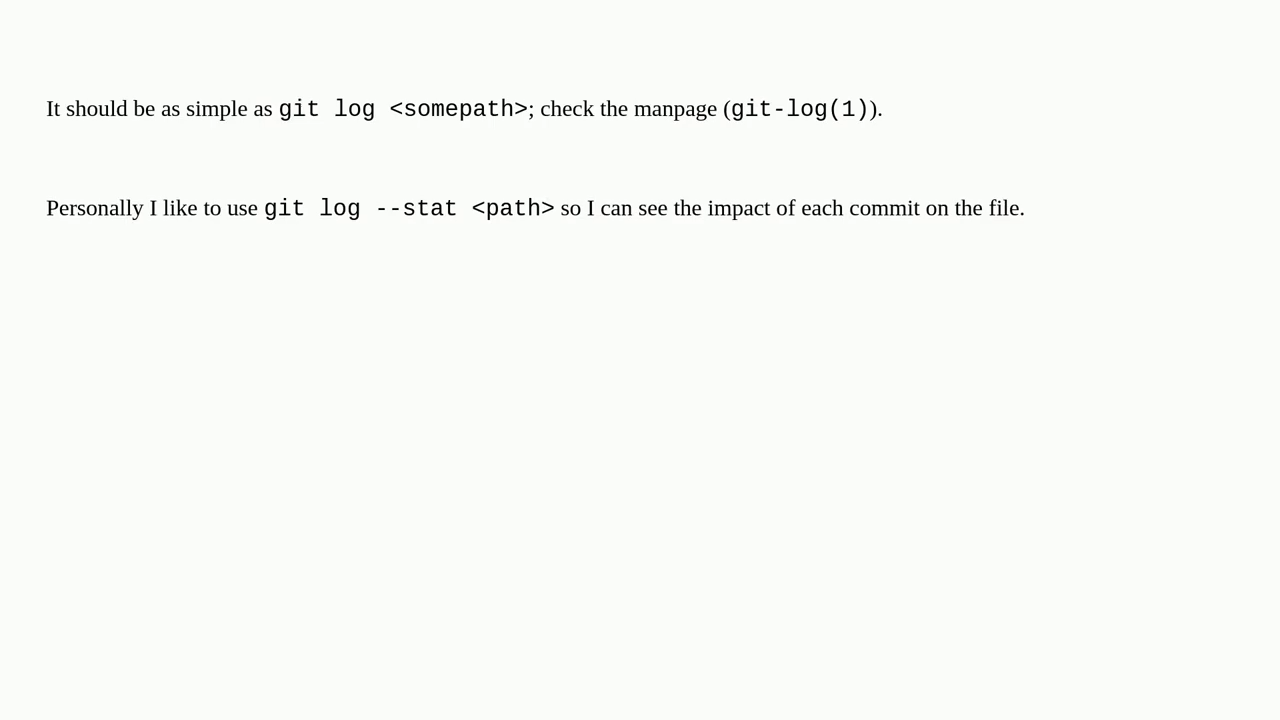 It should be as simple as git log <somepath>; check the manpage (git-log(1)).
Personally I like to use git log --stat <path> so I can see the impact of each commit on the file.